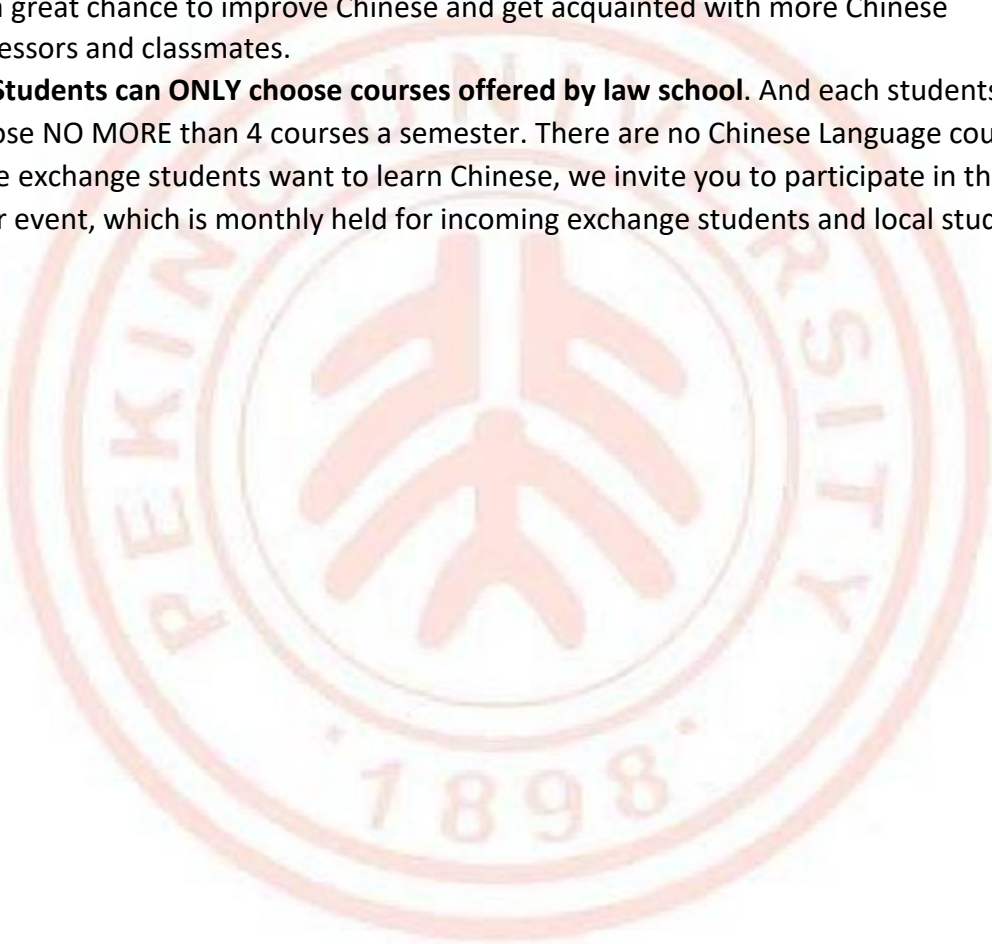 great chance to improve Chinese and get acquainted with more Chinese
essors and classmates.
Students can ONLY choose courses offered by law school. And each students
ose NO MORE than 4 courses a semester. There are no Chinese Language cou
e exchange students want to learn Chinese, we invite you to participate in th
r event, which is monthly held for incoming exchange students and local stud
PEKING UNIVERSITY
1898